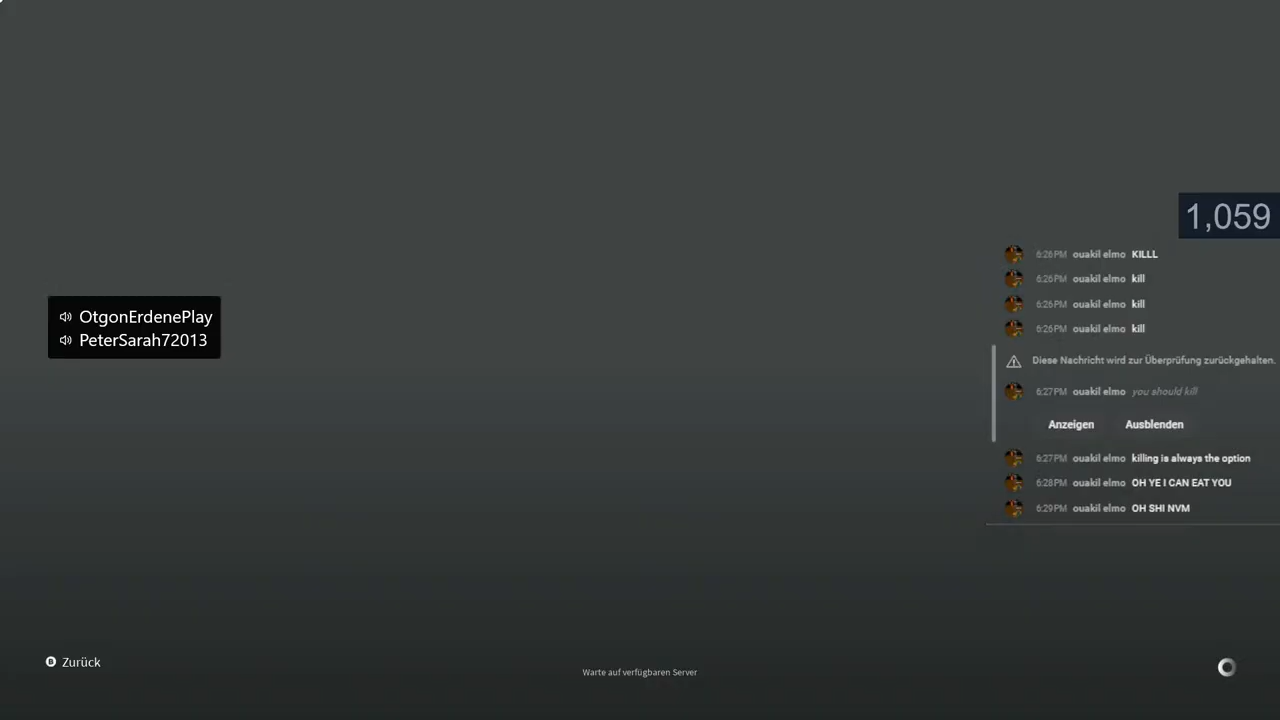 1,059
6:26PM ouakil elmo KILLL
6:26PM ouakil elmo kill
6:26PM ouakil elmo kill
6:26PM ouakil elmo kill
OtgonErdenePlay
PeterSarah72013
Diese Nachricht wird zur Überprüfung zurückgehalten.
6:27PM ouakil elmo you should kill
Anzeigen Ausblenden
6:27PM ouakil elmo killing is always the option
6:28PM ouakil elmo OH YE I CAN EAT YOU
6:29PM ouakil elmo OH SHI NVM
B Zurück
Warte auf verfügbaren Server